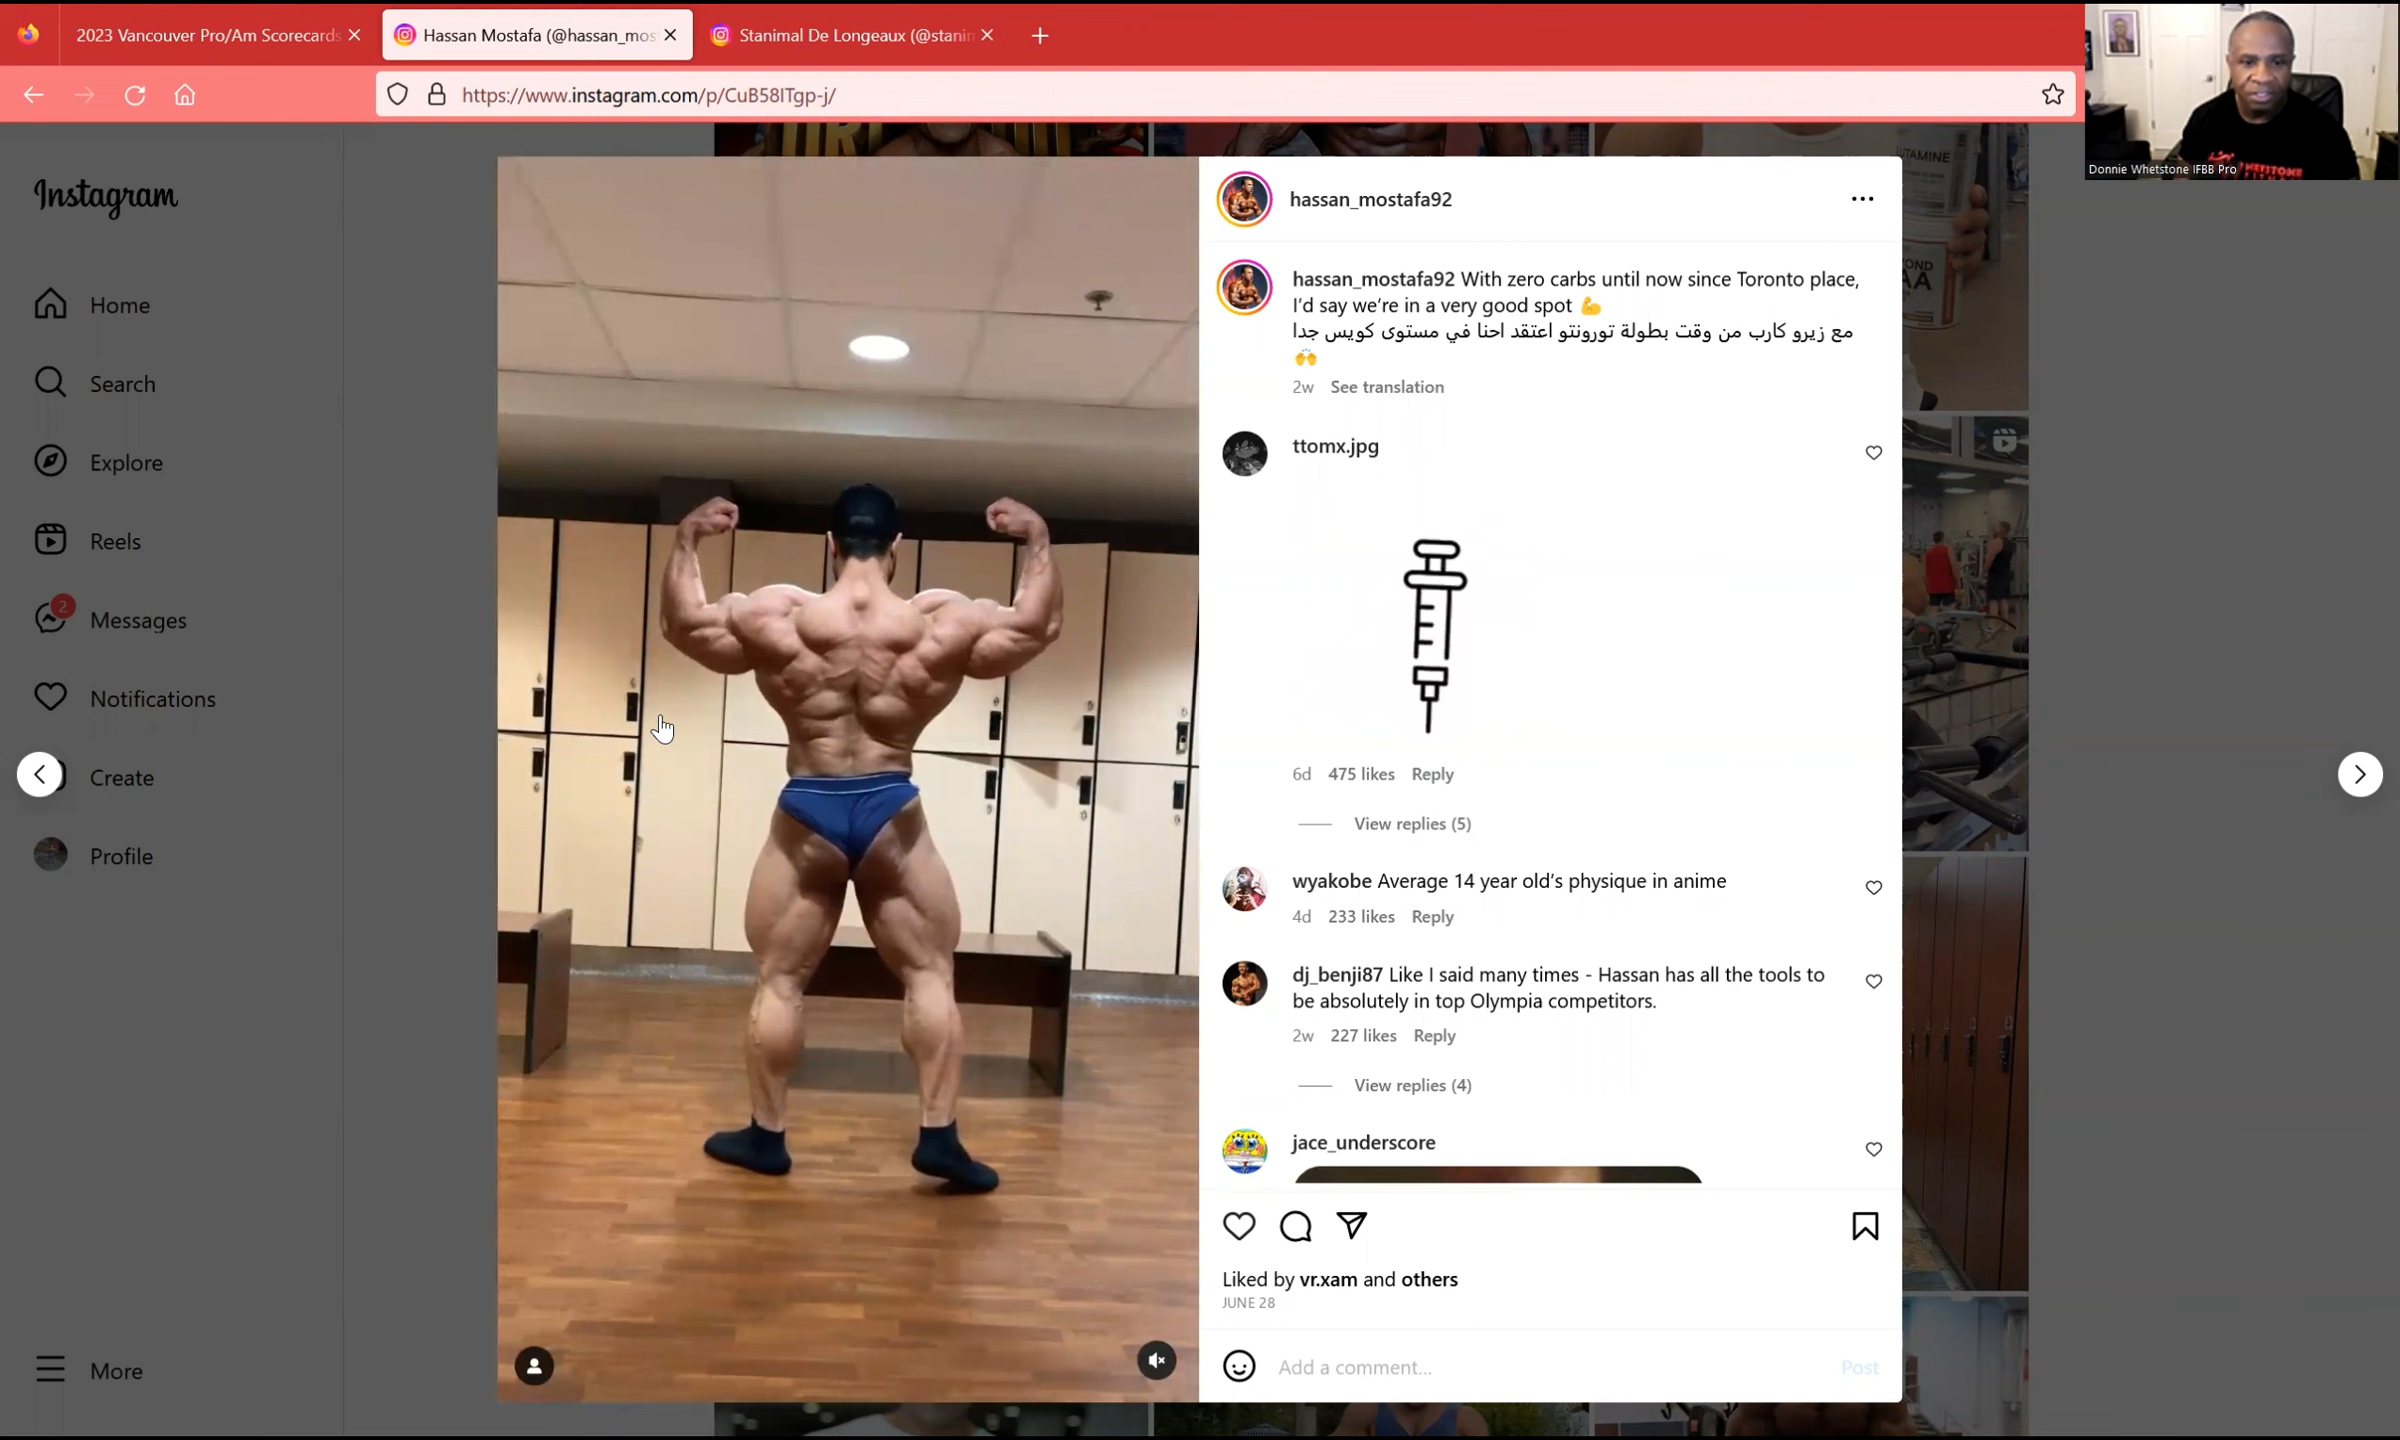 2023 Vancouver Pro/Am Scorecards
Hassan Mostafa (@hassan_mos
Stanimal De Longeaux (@stanim
https://www.instagram.com/p/CuB58ITgp-j/
Donnie Whetstone IFBB Pro
Instagram
Home
Search
Explore
Reels
2
Messages
Notifications
Create
Profile
More
hassan_mostafa92
hassan_mostafa92 With zero carbs until now since Toronto place,
I'd say we're in a very good spot 💪
مع زيرو كارب من وقت بطولة تورونتو اعتقد احنا في مستوى كويس جدا
🙌
2w See translation
ttomx.jpg
6d 475 likes Reply
View replies (5)
wyakobe Average 14 year old's physique in anime
4d 233 likes Reply
dj_benji87 Like I said many times - Hassan has all the tools to
be absolutely in top Olympia competitors.
2w 227 likes Reply
View replies (4)
jace_underscore
Liked by vr.xam and others
JUNE 28
Add a comment...
Post